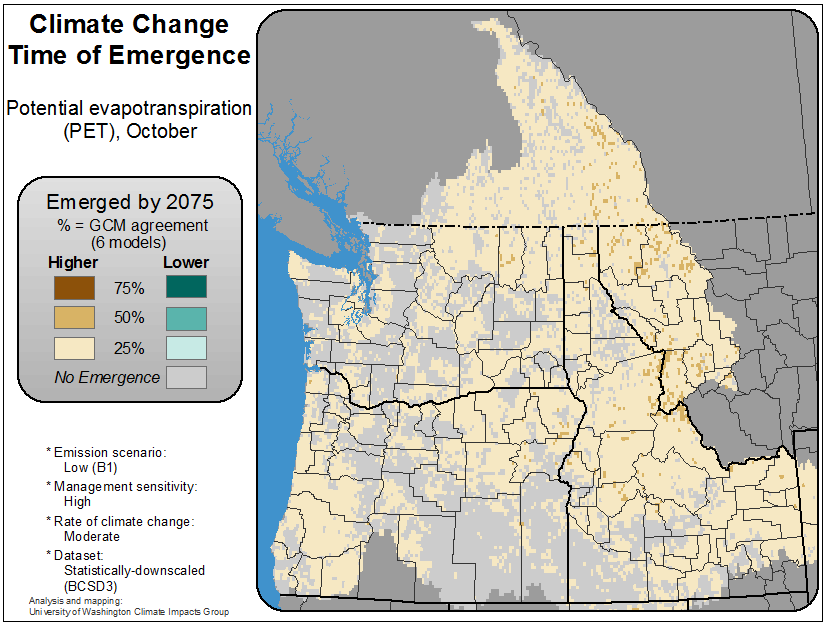 Climate Change
Time of Emergence
Potential evapotranspiration
(PET), October
Emerged by 2075
% = GCM agreement
(6 models)
Higher Lower
75%
50%
25%
No Emergence
* Emission scenario:
Low (B1)
* Management sensitivity:
High
* Rate of climate change:
Moderate
* Dataset:
Statistically-downscaled
(BCSD3)
Analysis and mapping:
University of Washington Climate Impacts Group